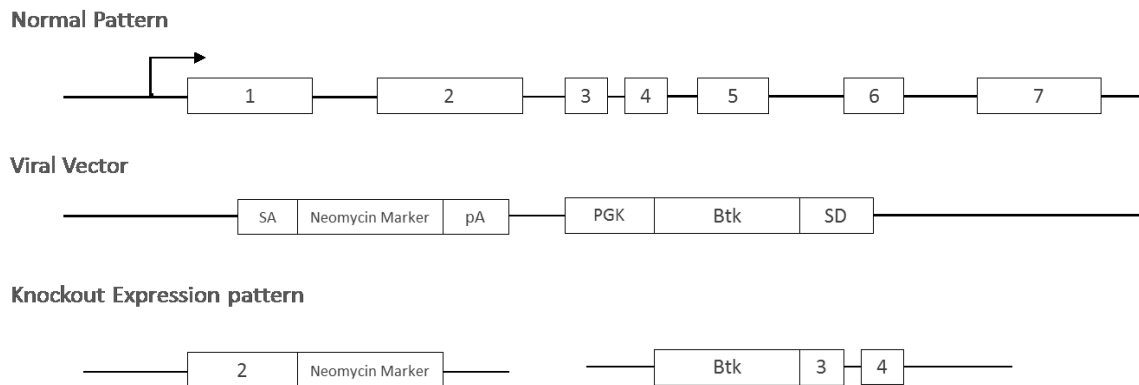 Normal Pattern
1 2 3 4 5 6 7
Viral Vector
SA Neomycin Marker pA PGK Btk SD
Knockout Expression pattern
2 Neomycin Marker Btk 3 4